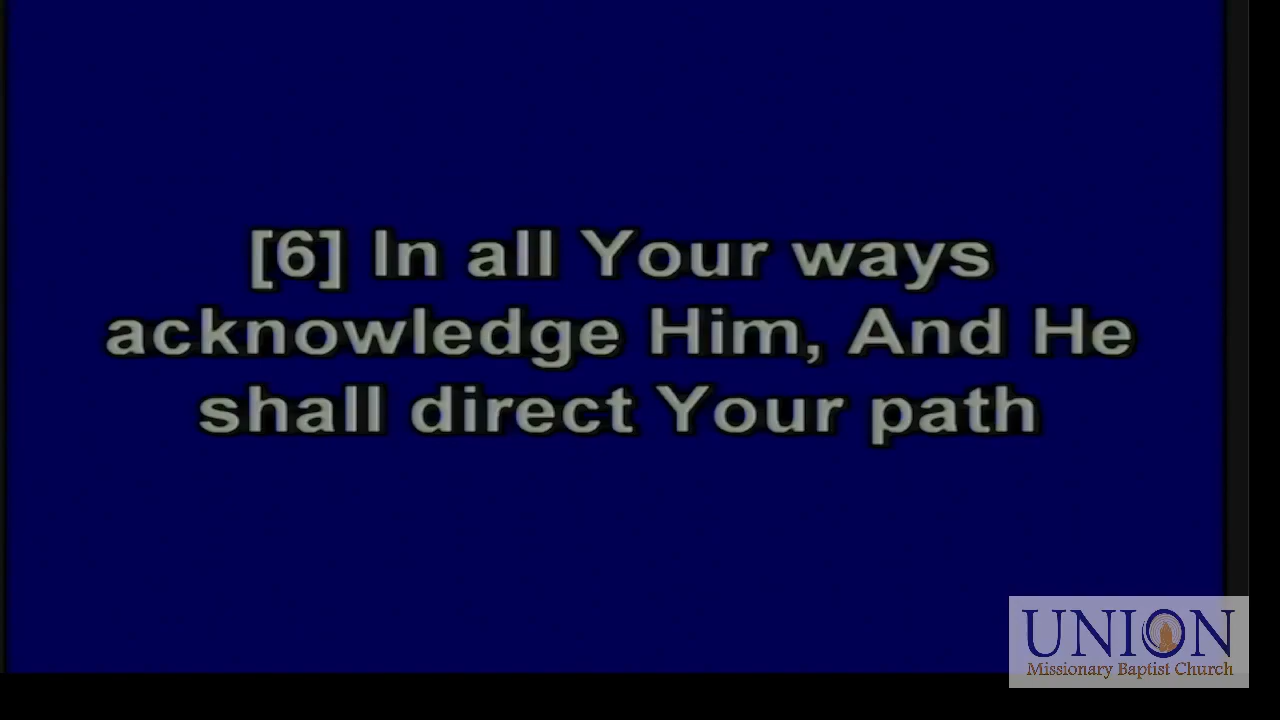 [6] In all Your ways
acknowledge Him, And He
shall direct Your path
UNION
Missionary Baptist Church